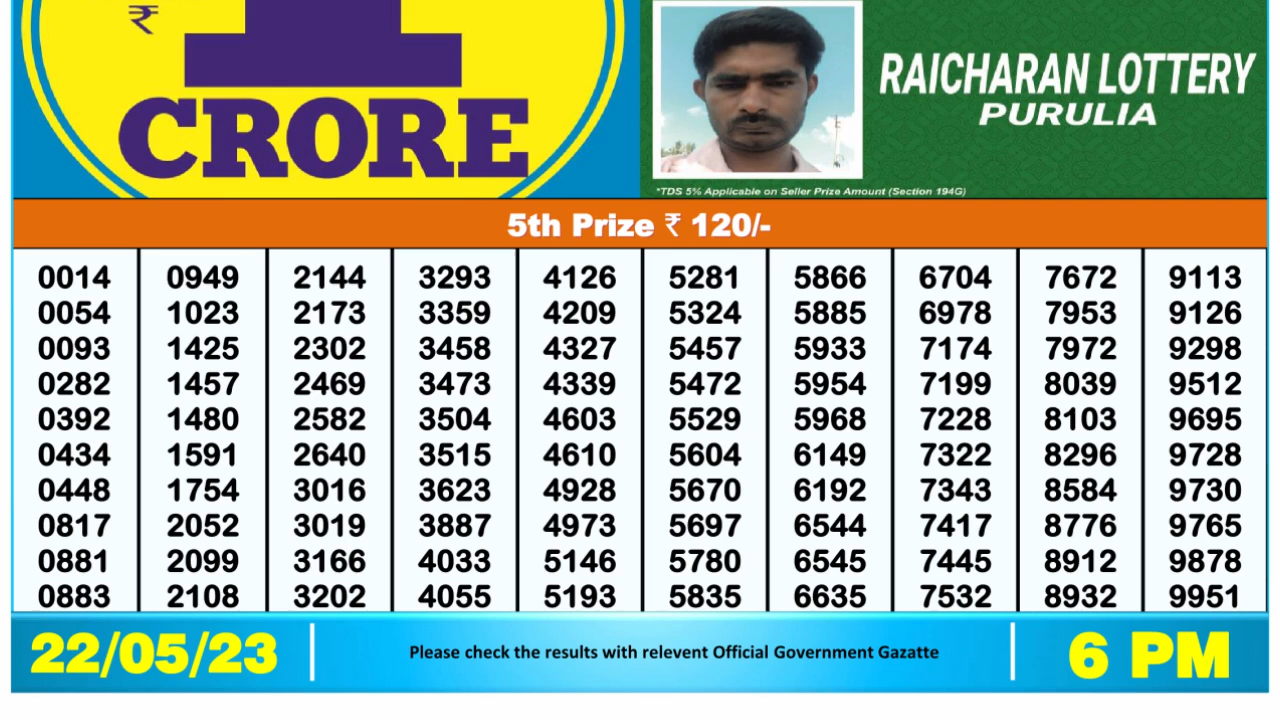 ₹
1
CRORE
RAICHARAN LOTTERY
PURULIA
*TDS 5% Applicable on Seller Prize Amount (Section 194G)
5th Prize ₹ 120/-
0014 0949 2144 3293 4126 5281 5866 6704 7672 9113
0054 1023 2173 3359 4209 5324 5885 6978 7953 9126
0093 1425 2302 3458 4327 5457 5933 7174 7972 9298
0282 1457 2469 3473 4339 5472 5954 7199 8039 9512
0392 1480 2582 3504 4603 5529 5968 7228 8103 9695
0434 1591 2640 3515 4610 5604 6149 7322 8296 9728
0448 1754 3016 3623 4928 5670 6192 7343 8584 9730
0817 2052 3019 3887 4973 5697 6544 7417 8776 9765
0881 2099 3166 4033 5146 5780 6545 7445 8912 9878
0883 2108 3202 4055 5193 5835 6635 7532 8932 9951
22/05/23
Please check the results with relevent Official Government Gazatte
6 PM